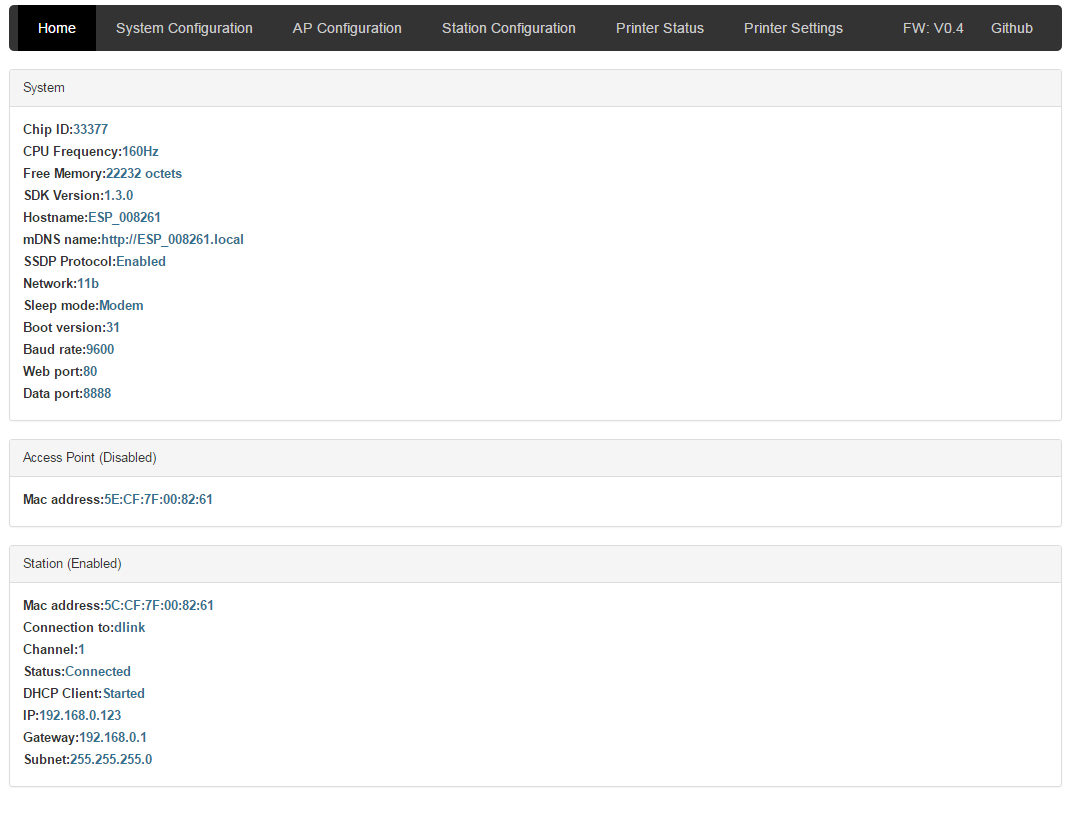 Home System Configuration AP Configuration Station Configuration Printer Status Printer Settings FW: V0.4 Github
System
Chip ID:33377
CPU Frequency:160Hz
Free Memory:22232 octets
SDK Version:1.3.0
Hostname:ESP_008261
mDNS name:http://ESP_008261.local
SSDP Protocol:Enabled
Network:11b
Sleep mode:Modem
Boot version:31
Baud rate:9600
Web port:80
Data port:8888
Access Point (Disabled)
Mac address:5E:CF:7F:00:82:61
Station (Enabled)
Mac address:5C:CF:7F:00:82:61
Connection to:dlink
Channel:1
Status:Connected
DHCP Client:Started
IP:192.168.0.123
Gateway:192.168.0.1
Subnet:255.255.255.0